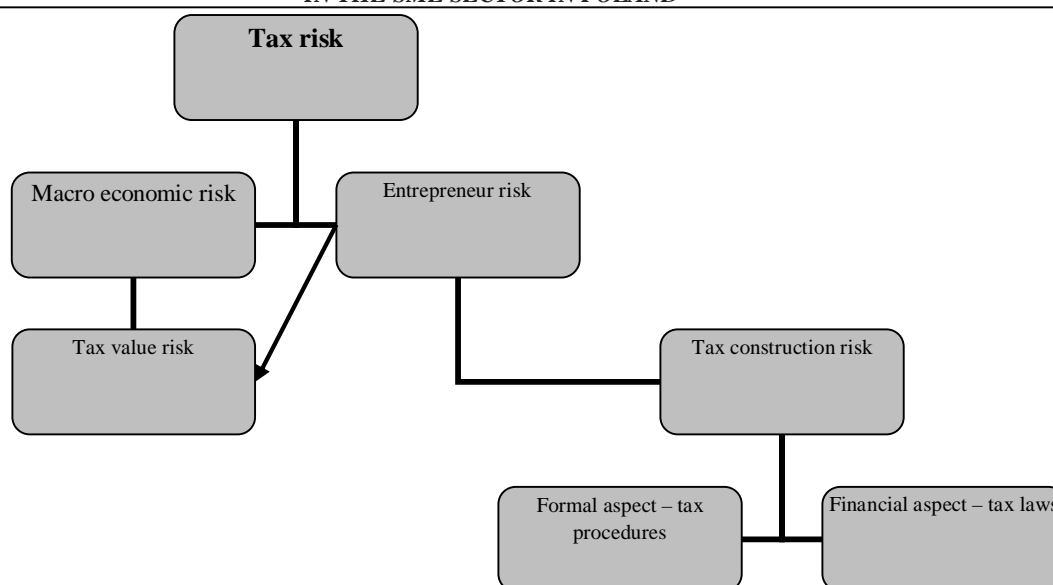 IN THE SME SECTOR IN POLAND
Tax risk
Macro economic risk
Entrepreneur risk
Tax value risk
Tax construction risk
Formal aspect – tax
procedures
Financial aspect – tax laws